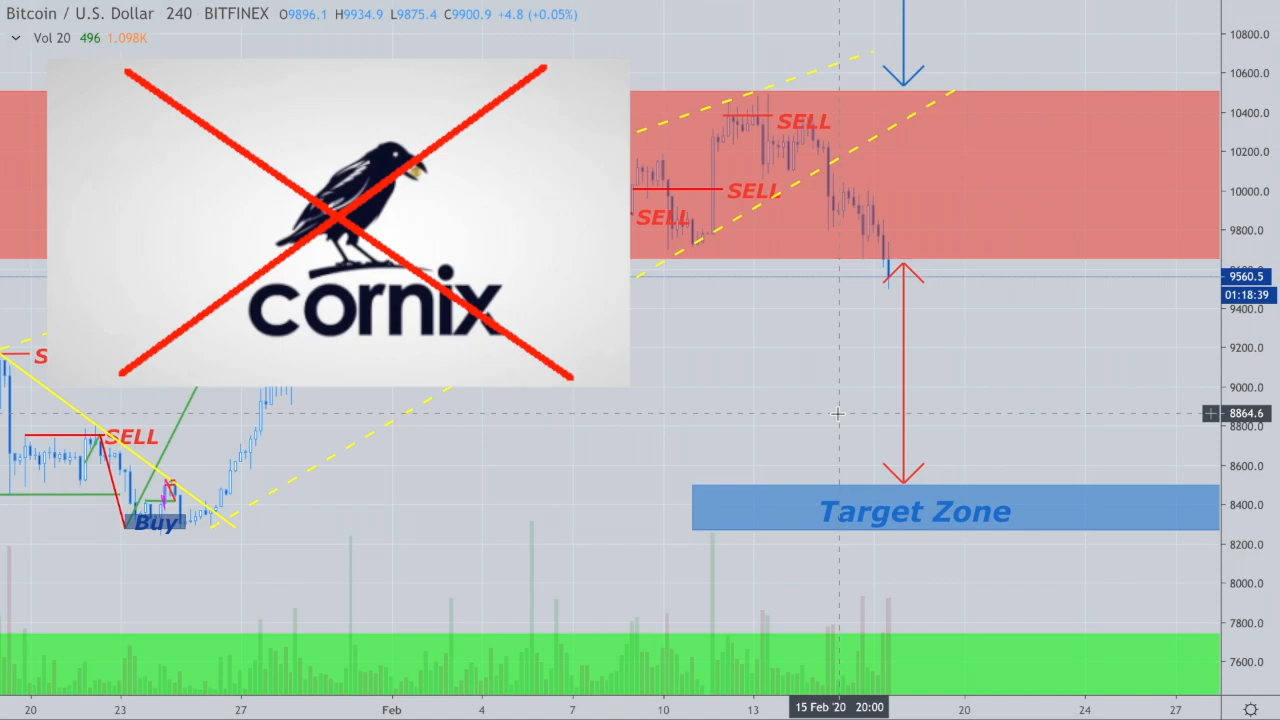 Bitcoin / U.S. Dollar 240 BITFINEX O9896.1 H9934.9 L9875.4 C9900.9 +4.8 (+0.05%)
Vol 20 496 1.098K
10800.0
10600.0
10400.0
10200.0
10000.0
9800.0
9560.5
01:18:39
9400.0
9200.0
9000.0
8864.6
8800.0
8600.0
8400.0
8200.0
8000.0
7800.0
7600.0
cornix
SELL
SELL
SELL
S
SELL
Buy
Target Zone
20 23 27 Feb 4 7 10 13 15 Feb '20 20:00 20 24 27